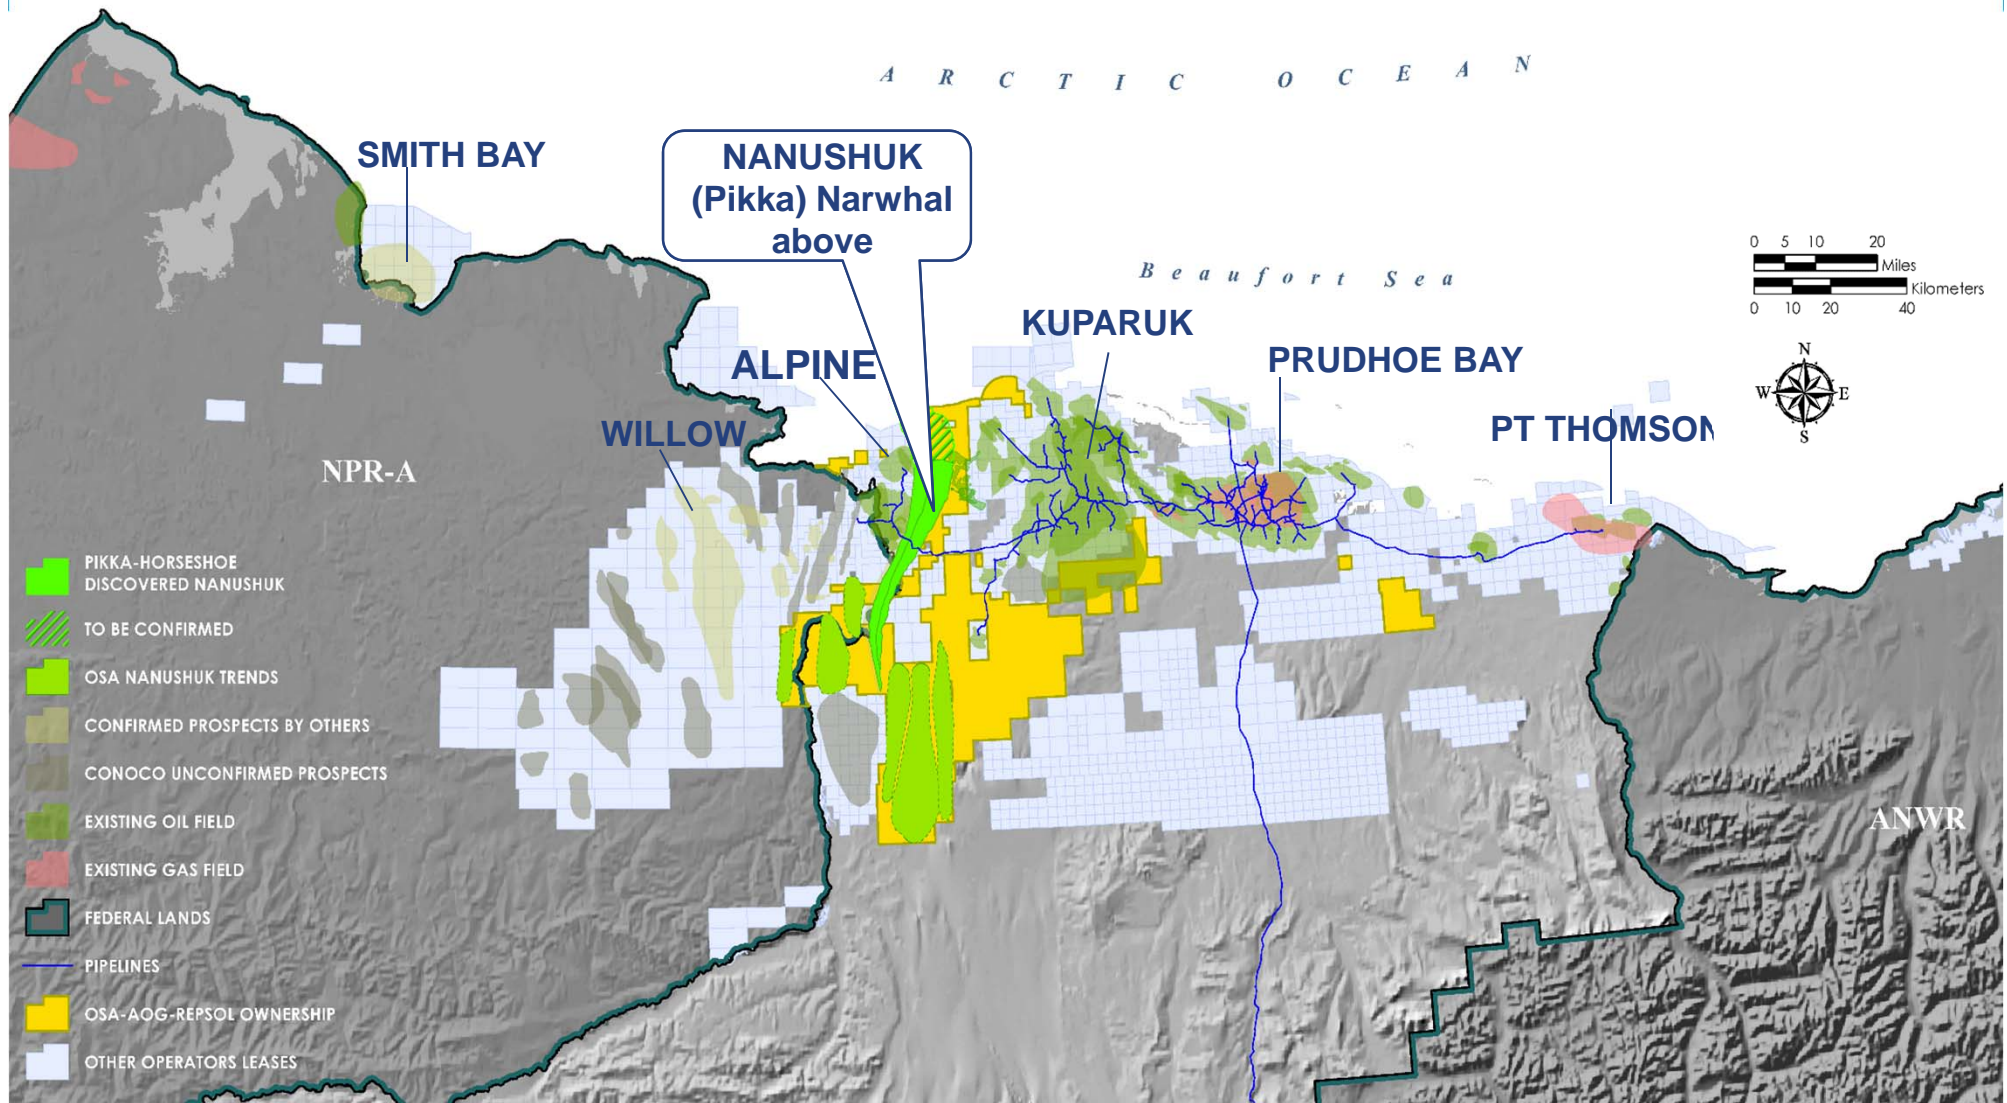 A R C T I C O C E A N
SMITH BAY
NANUSHUK
(Pikka) Narwhal
above
Beaufort Sea
0 5 10 20
Miles
Kilometers
0 10 20 40
KUPARUK
ALPINE
PRUDHOE BAY
N
W E
S
WILLOW
PT THOMSON
NPR-A
PIKKA-HORSESHOE
DISCOVERED NANUSHUK
TO BE CONFIRMED
OSA NANUSHUK TRENDS
CONFIRMED PROSPECTS BY OTHERS
CONOCO UNCONFIRMED PROSPECTS
EXISTING OIL FIELD
EXISTING GAS FIELD
FEDERAL LANDS
PIPELINES
OSA-AOG-REPSOL OWNERSHIP
OTHER OPERATORS LEASES
ANWR